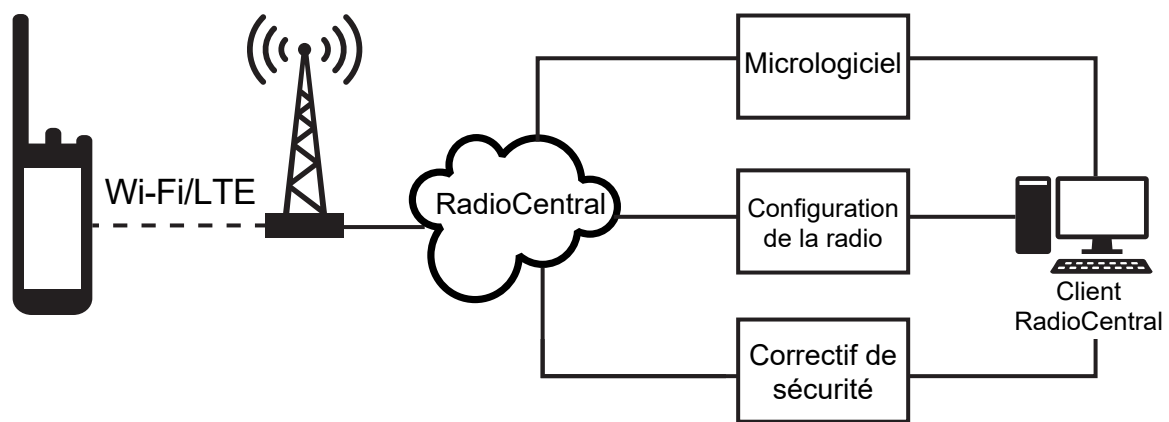 Micrologiciel
Wi-Fi/LTE
RadioCentral
Configuration
de la radio
Client
RadioCentral
Correctif de
sécurité